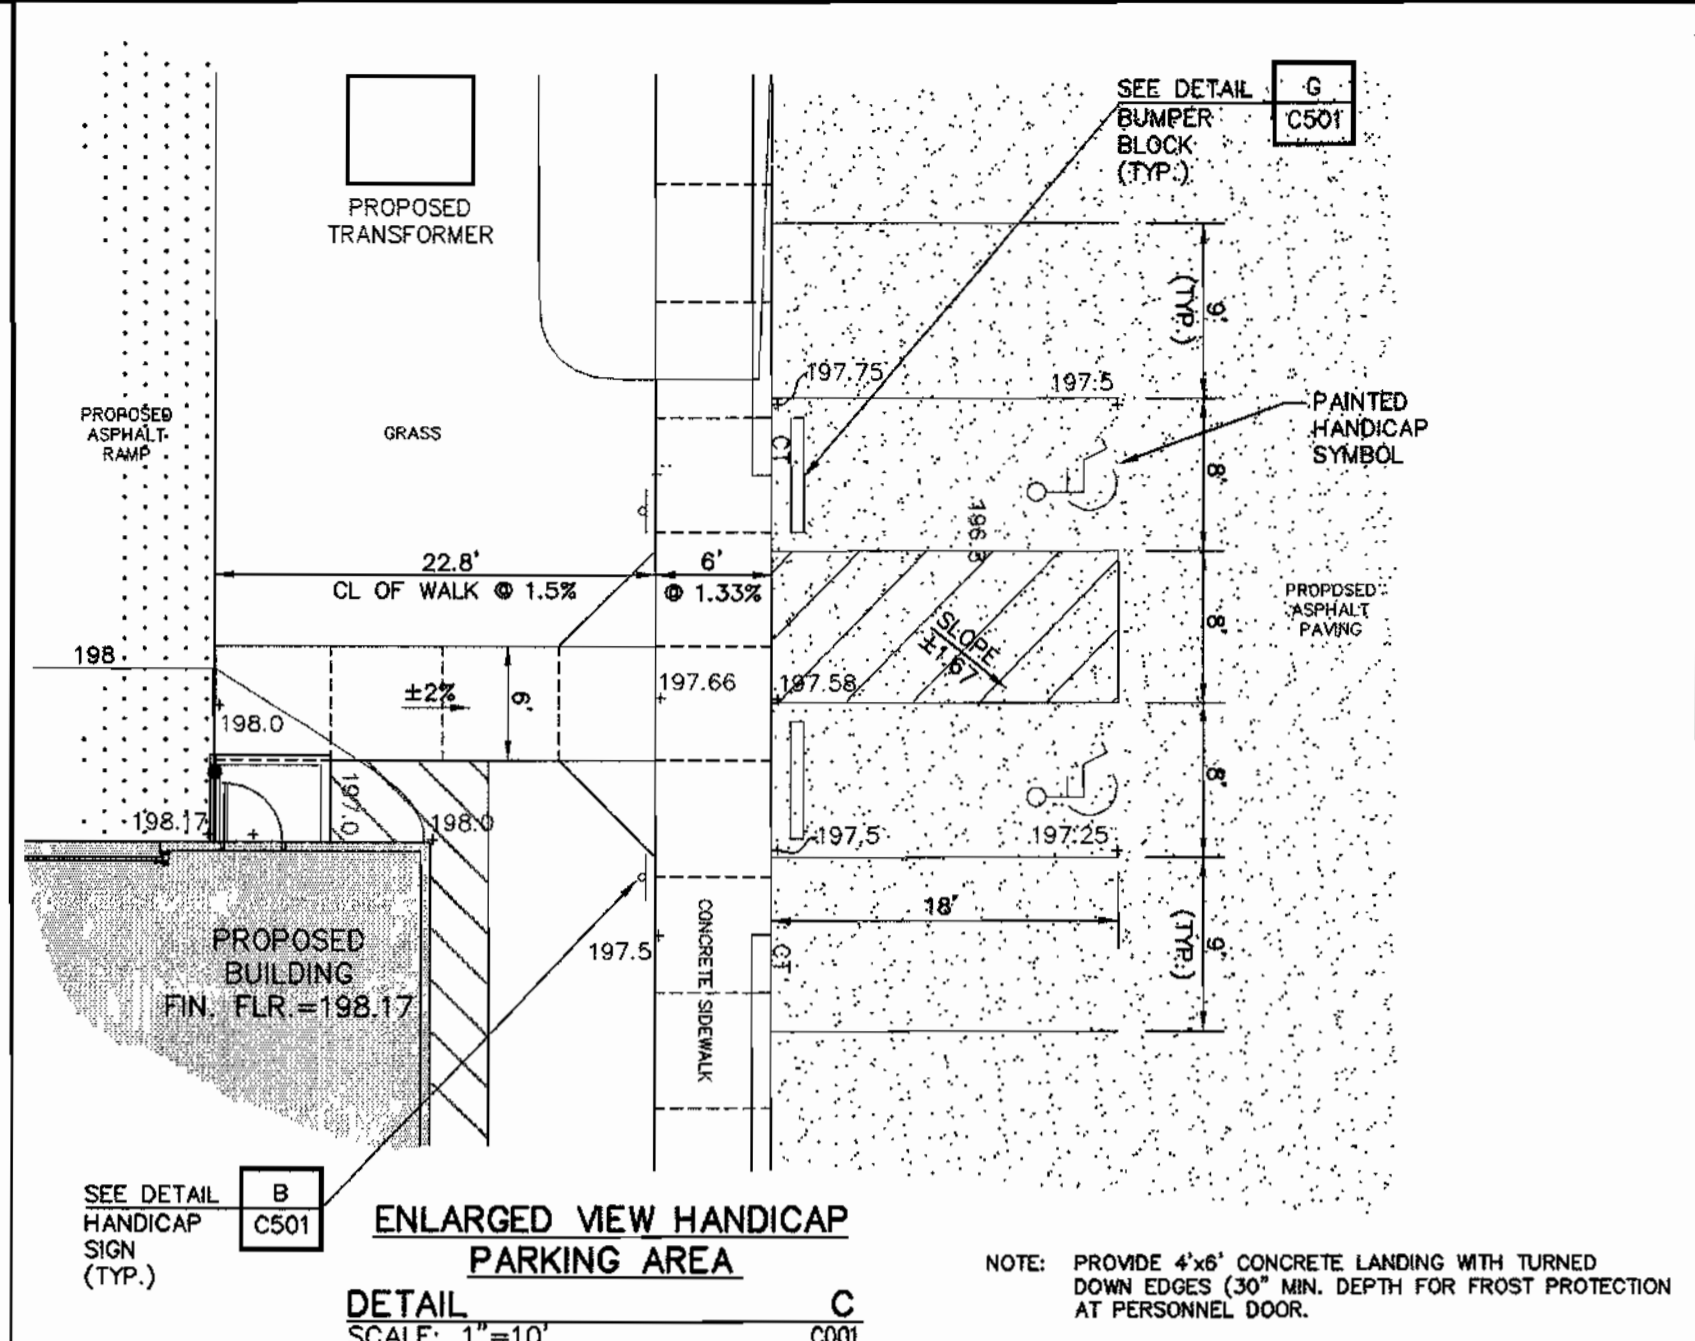 SEE DETAIL
G
C501
BUMPER
BLOCK
(TYP.)
PROPOSED
TRANSFORMER
9'
(TYP.)
197.75
197.5
PROPOSED
ASPHALT
RAMP
GRASS
PAINTED
HANDICAP
SYMBOL
CT
8'
22.8'
6'
CL OF WALK @ 1.5%
@ 1.33%
8'
PROPOSED
ASPHALT
PAVING
SLOPE
±1.67
198
±2%
6'
197.66
197.58
198.0
8'
198.17
198.0
197.5
197.25
18'
197.5
CT
9'
(TYP.)
CONCRETE SIDEWALK
PROPOSED
BUILDING
FIN. FLR.=198.17
SEE DETAIL
B
C501
HANDICAP
SIGN
(TYP.)
ENLARGED VIEW HANDICAP
PARKING AREA
DETAIL C
SCALE: 1"=10' C001
NOTE: PROVIDE 4'x6' CONCRETE LANDING WITH TURNED
DOWN EDGES (30" MIN. DEPTH FOR FROST PROTECTION
AT PERSONNEL DOOR.